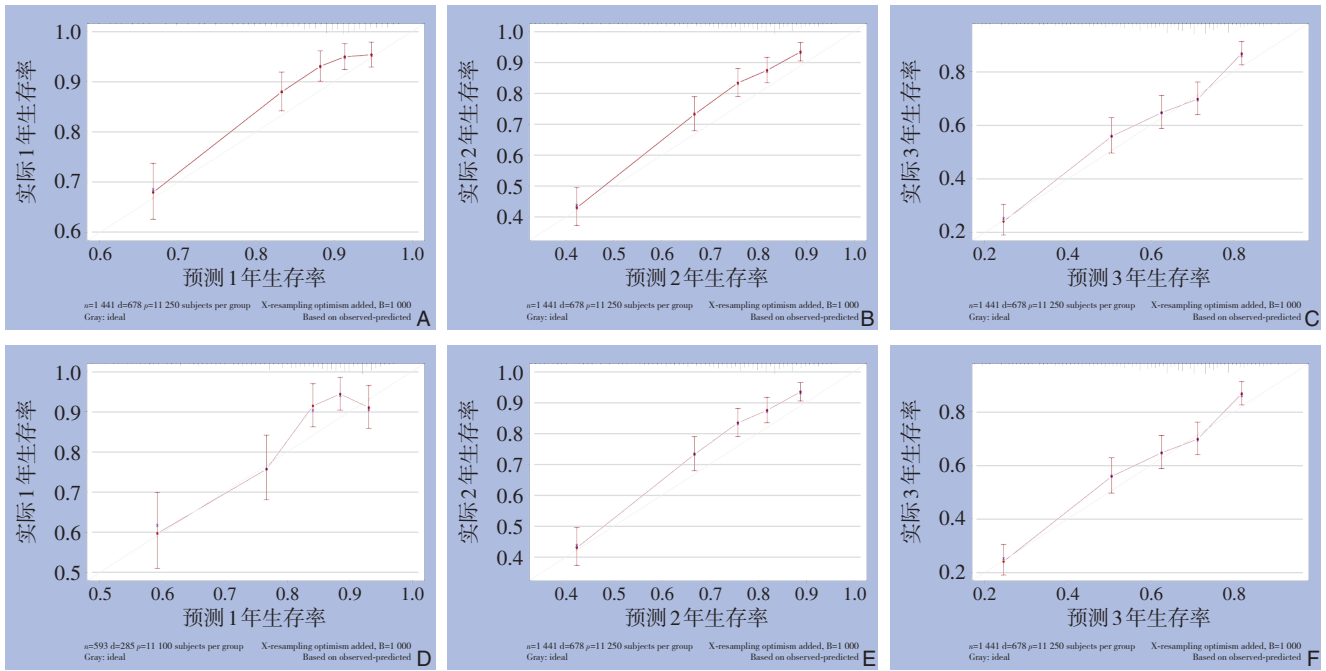 1.0
0.9
0.8
0.7
0.6
实际1年生存率
0.6 0.7 0.8 0.9 1.0
预测1年生存率
n=1 441 d=678 p=11 250 subjects per group X-resampling optimism added, B=1 000
Gray: ideal Based on observed-predicted
A
1.0
0.9
0.8
0.7
0.6
0.5
0.4
实际2年生存率
0.4 0.5 0.6 0.7 0.8 0.9 1.0
预测2年生存率
n=1 441 d=678 p=11 250 subjects per group X-resampling optimism added, B=1 000
Gray: ideal Based on observed-predicted
B
0.8
0.6
0.4
0.2
实际3年生存率
0.2 0.4 0.6 0.8
预测3年生存率
n=1 441 d=678 p=11 250 subjects per group X-resampling optimism added, B=1 000
Gray: ideal Based on observed-predicted
C
1.0
0.9
0.8
0.7
0.6
0.5
实际1年生存率
0.5 0.6 0.7 0.8 0.9 1.0
预测1年生存率
n=593 d=285 p=11 100 subjects per group X-resampling optimism added, B=1 000
Gray: ideal Based on observed-predicted
D
1.0
0.9
0.8
0.7
0.6
0.5
0.4
实际2年生存率
0.4 0.5 0.6 0.7 0.8 0.9 1.0
预测2年生存率
n=1 441 d=678 p=11 250 subjects per group X-resampling optimism added, B=1 000
Gray: ideal Based on observed-predicted
E
0.8
0.6
0.4
0.2
实际3年生存率
0.2 0.4 0.6 0.8
预测3年生存率
n=1 441 d=678 p=11 250 subjects per group X-resampling optimism added, B=1 000
Gray: ideal Based on observed-predicted
F